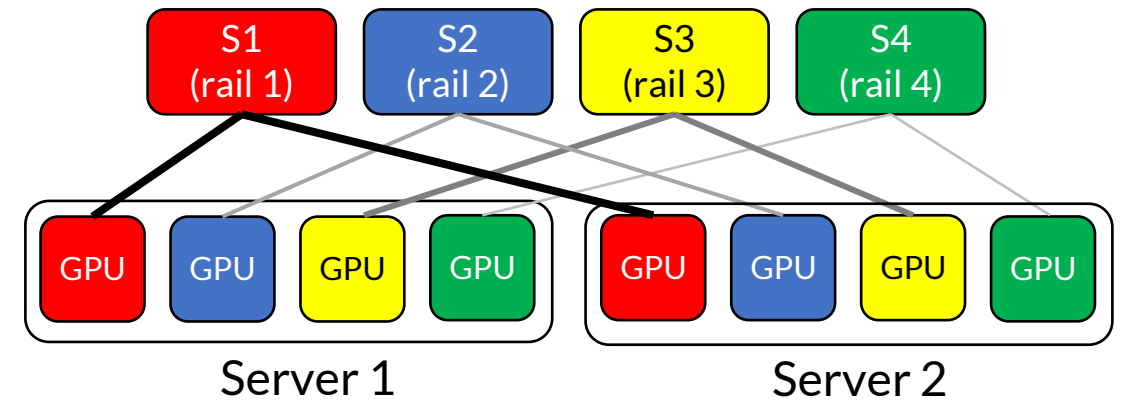 S1
(rail 1)
S2
(rail 2)
S3
(rail 3)
S4
(rail 4)
GPU
GPU
GPU
GPU
GPU
GPU
GPU
GPU
Server 1
Server 2